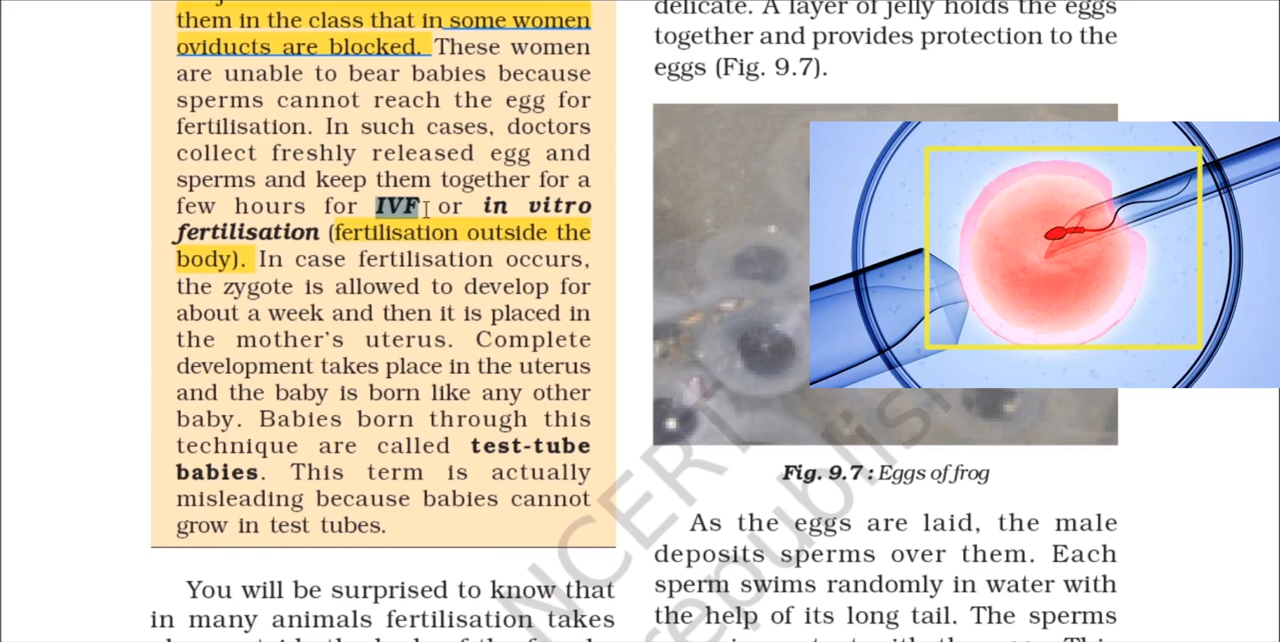 them in the class that in some women
oviducts are blocked. These women
are unable to bear babies because
sperms cannot reach the egg for
fertilisation. In such cases, doctors
collect freshly released egg and
sperms and keep them together for a
few hours for IVF or in vitro
fertilisation (fertilisation outside the
body). In case fertilisation occurs,
the zygote is allowed to develop for
about a week and then it is placed in
the mother's uterus. Complete
development takes place in the uterus
and the baby is born like any other
baby. Babies born through this
technique are called test-tube
babies. This term is actually
misleading because babies cannot
grow in test tubes.
You will be surprised to know that
in many animals fertilisation takes
delicate. A layer of jelly holds the eggs
together and provides protection to the
eggs (Fig. 9.7).
Fig. 9.7 : Eggs of frog
As the eggs are laid, the male
deposits sperms over them. Each
sperm swims randomly in water with
the help of its long tail. The sperms
NCERT
republish